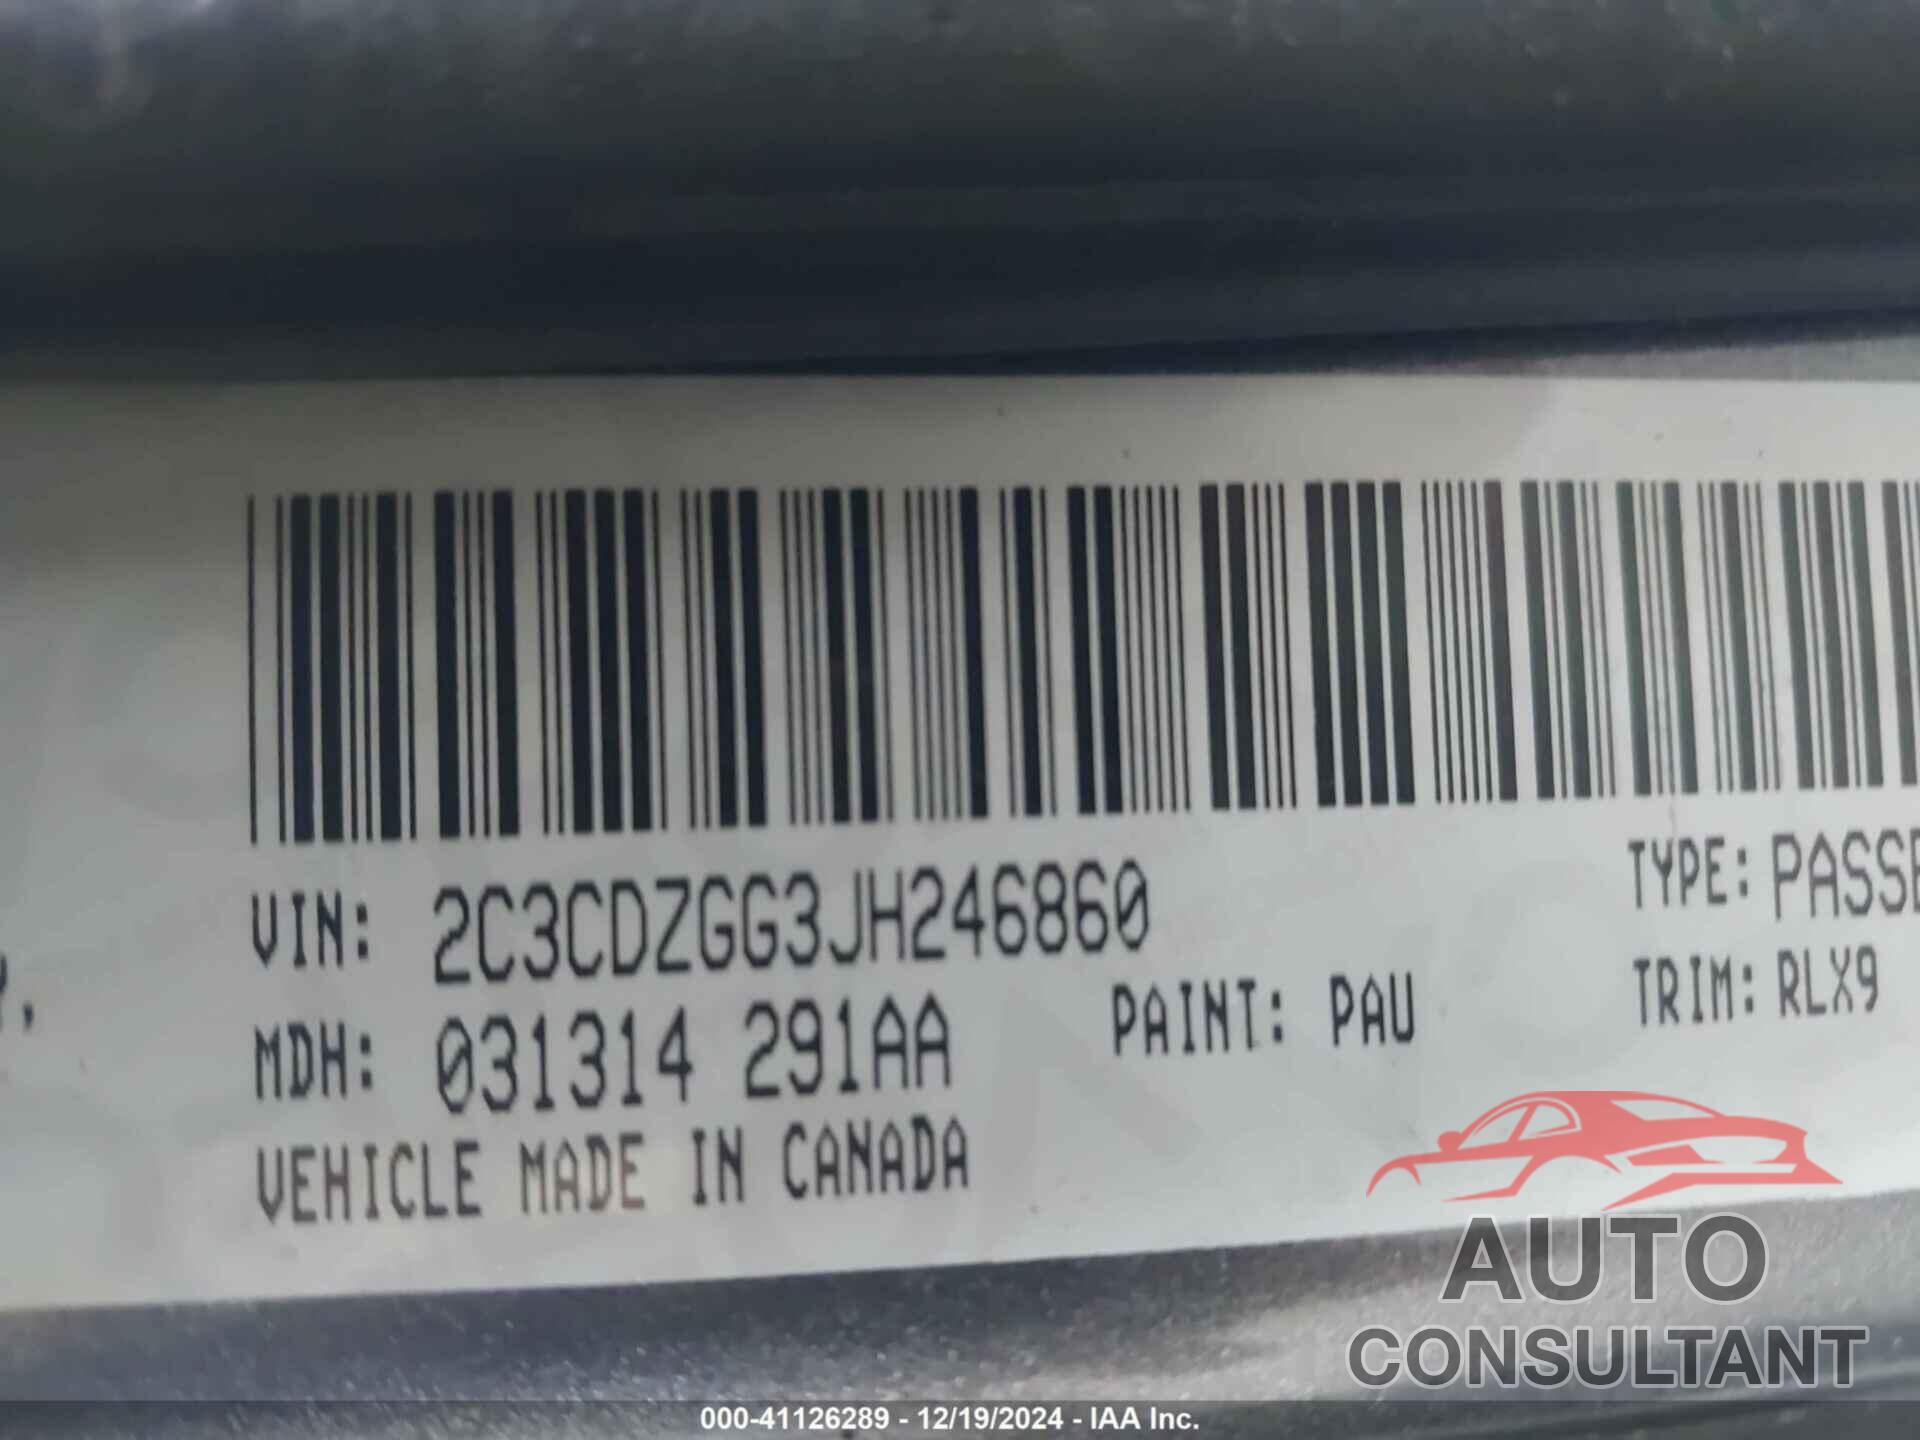 VIN: 2C3CDZGG3JH246860
TYPE: PASSE
MDH: 031314 291AA
PAINT: PAU
TRIM: RLX9
VEHICLE MADE IN CANADA
AUTO
CONSULTANT
000-41126289 - 12/19/2024 - IAA Inc.